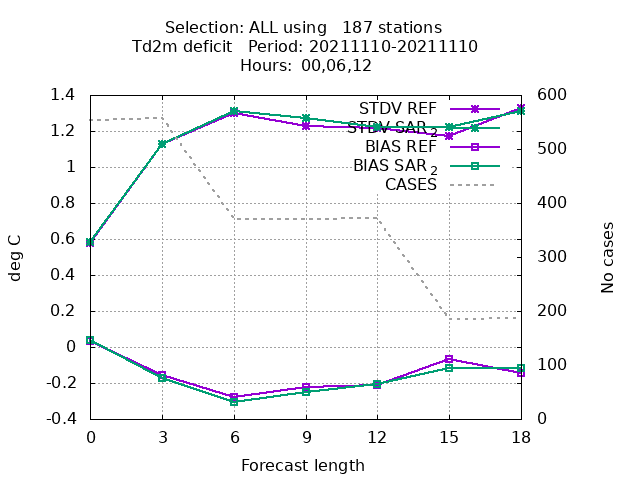 Selection: ALL using   187 stations
Td2m deficit   Period: 20211110-20211110
Hours: 00,06,12
1.4
1.2
1
0.8
0.6
0.4
0.2
0
-0.2
-0.4
deg C
STDV REF
STDV SAR 2
BIAS REF
BIAS SAR 2
CASES
600
500
400
300
200
100
0
No cases
0 3 6 9 12 15 18
Forecast length